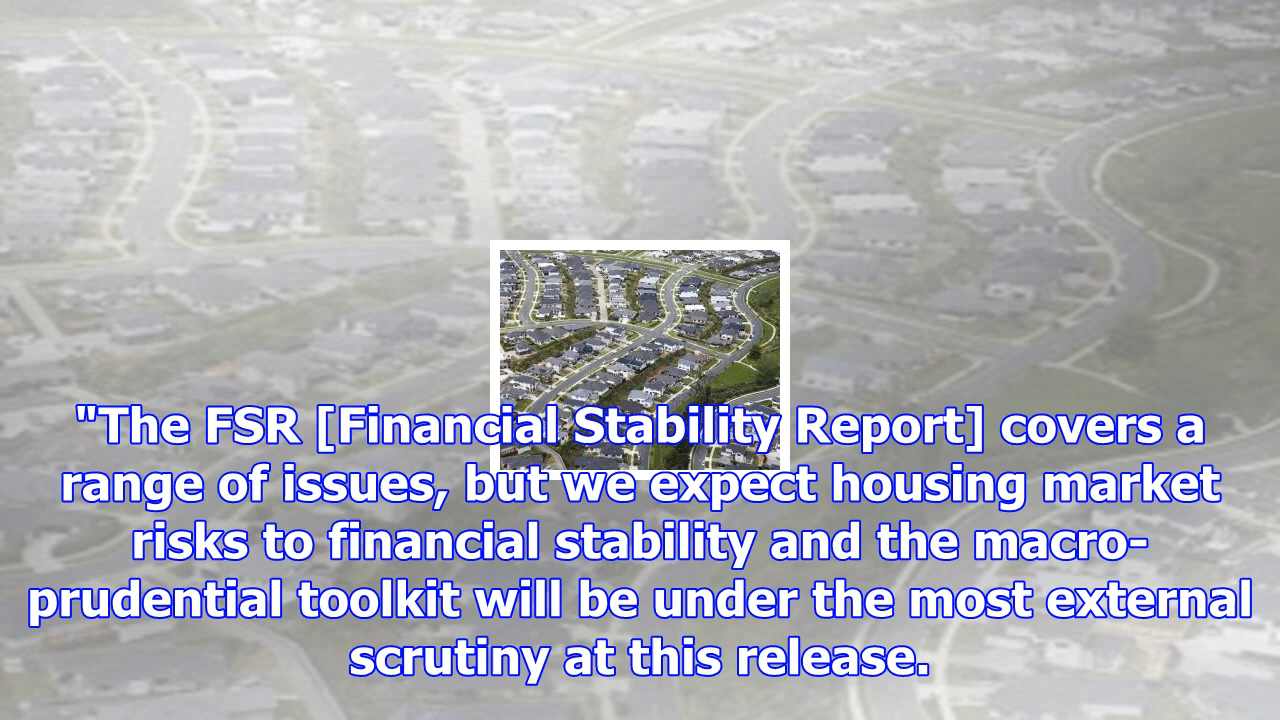 "The FSR [Financial Stability Report] covers a
range of issues, but we expect housing market
risks to financial stability and the macro-
prudential toolkit will be under the most external
scrutiny at this release.